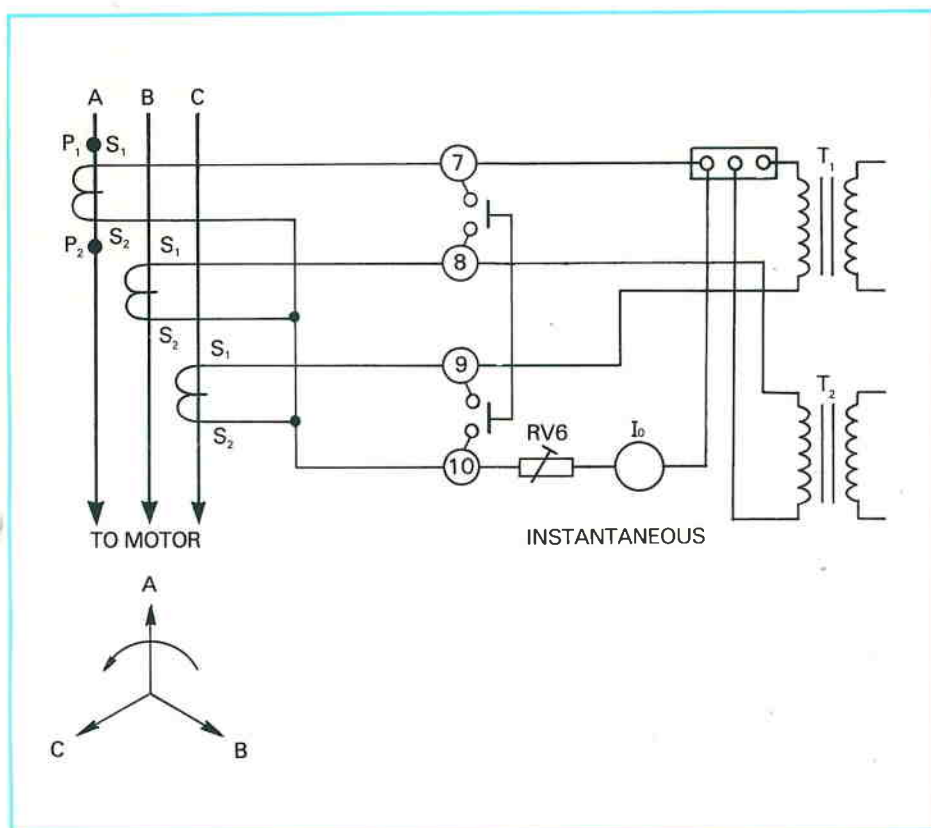 A B C
P₁ S₁
7
T₁
P₂ S₂ S₁
8
S₂ S₁
9
T₂
S₂
RV6 I₀
10
TO MOTOR
INSTANTANEOUS
A
C B